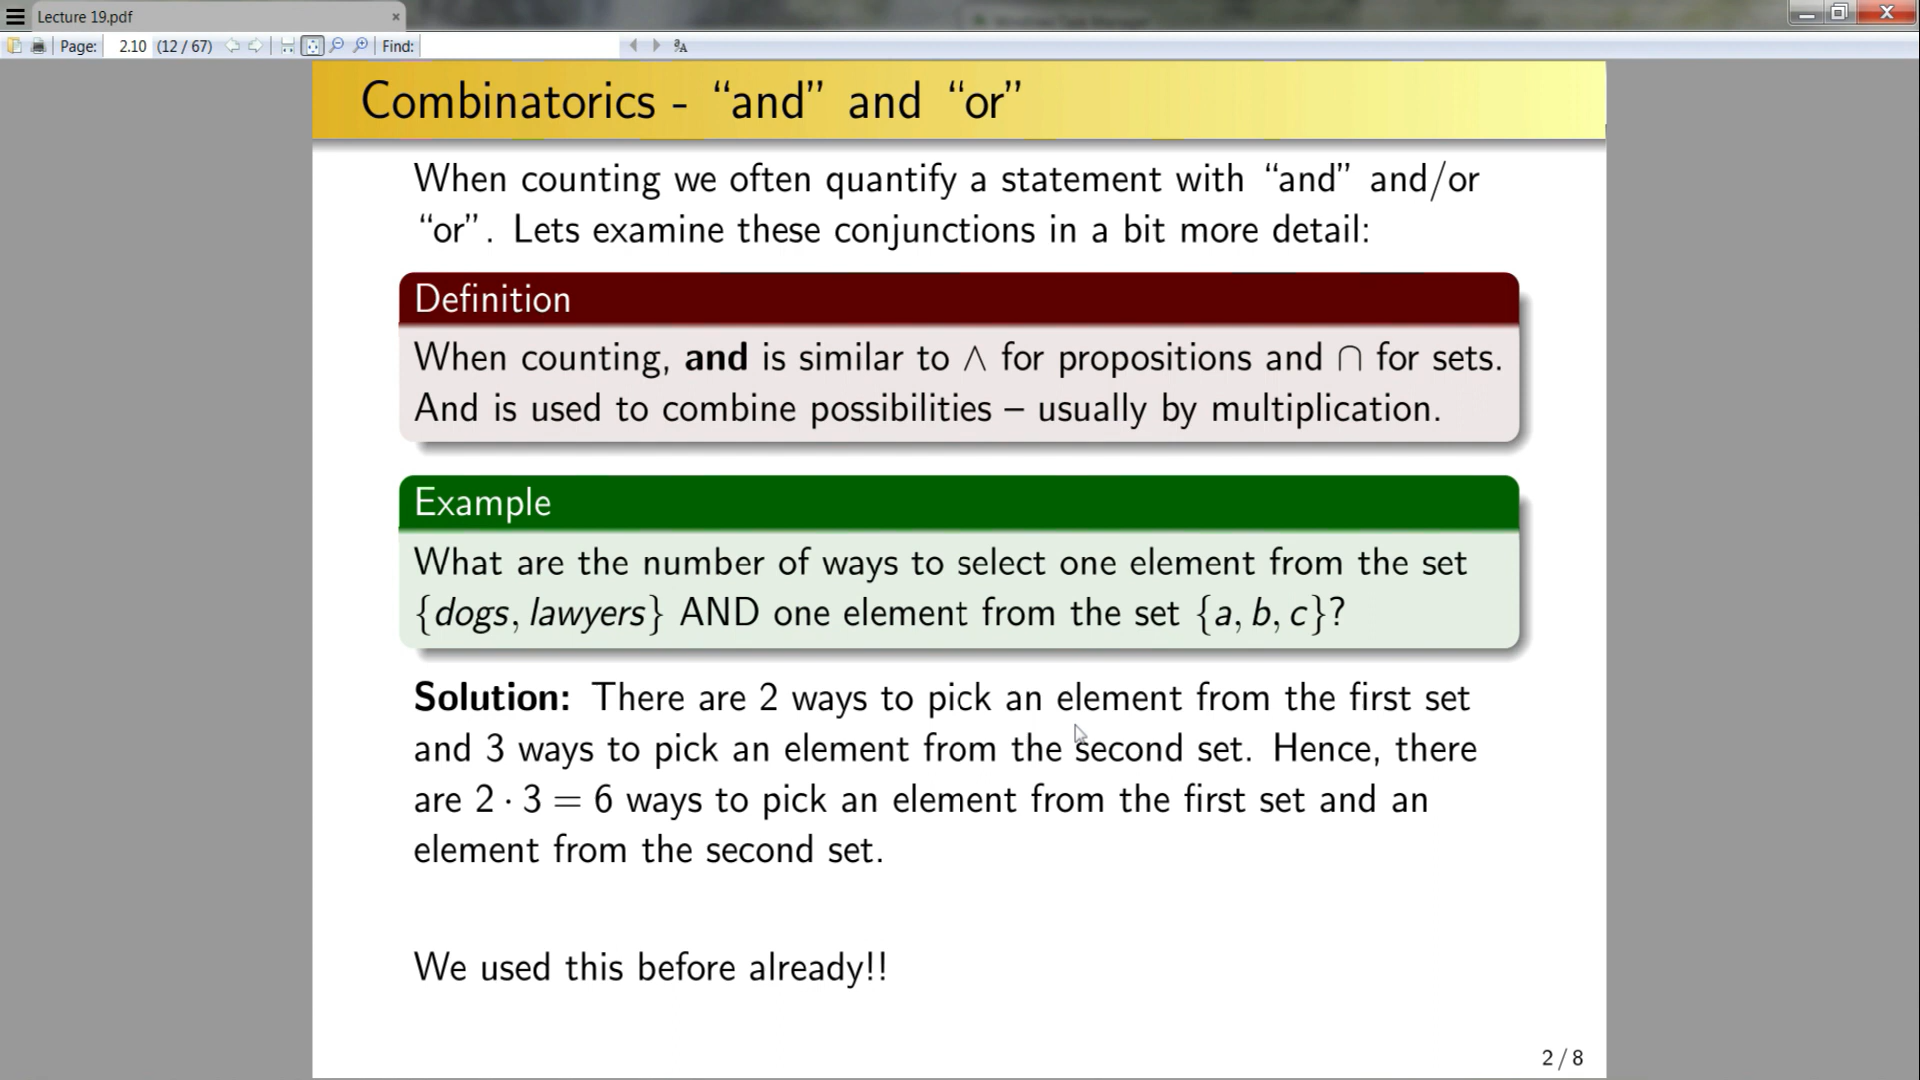 Lecture 19.pdf
Page: 2.10 (12 / 67) Find:
Combinatorics - “and” and “or”
When counting we often quantify a statement with “and” and/or
“or”. Lets examine these conjunctions in a bit more detail:
Definition
When counting, and is similar to ∧ for propositions and ∩ for sets.
And is used to combine possibilities – usually by multiplication.
Example
What are the number of ways to select one element from the set
{dogs, lawyers} AND one element from the set {a, b, c}?
Solution: There are 2 ways to pick an element from the first set
and 3 ways to pick an element from the second set. Hence, there
are 2 · 3 = 6 ways to pick an element from the first set and an
element from the second set.
We used this before already!!
2 / 8